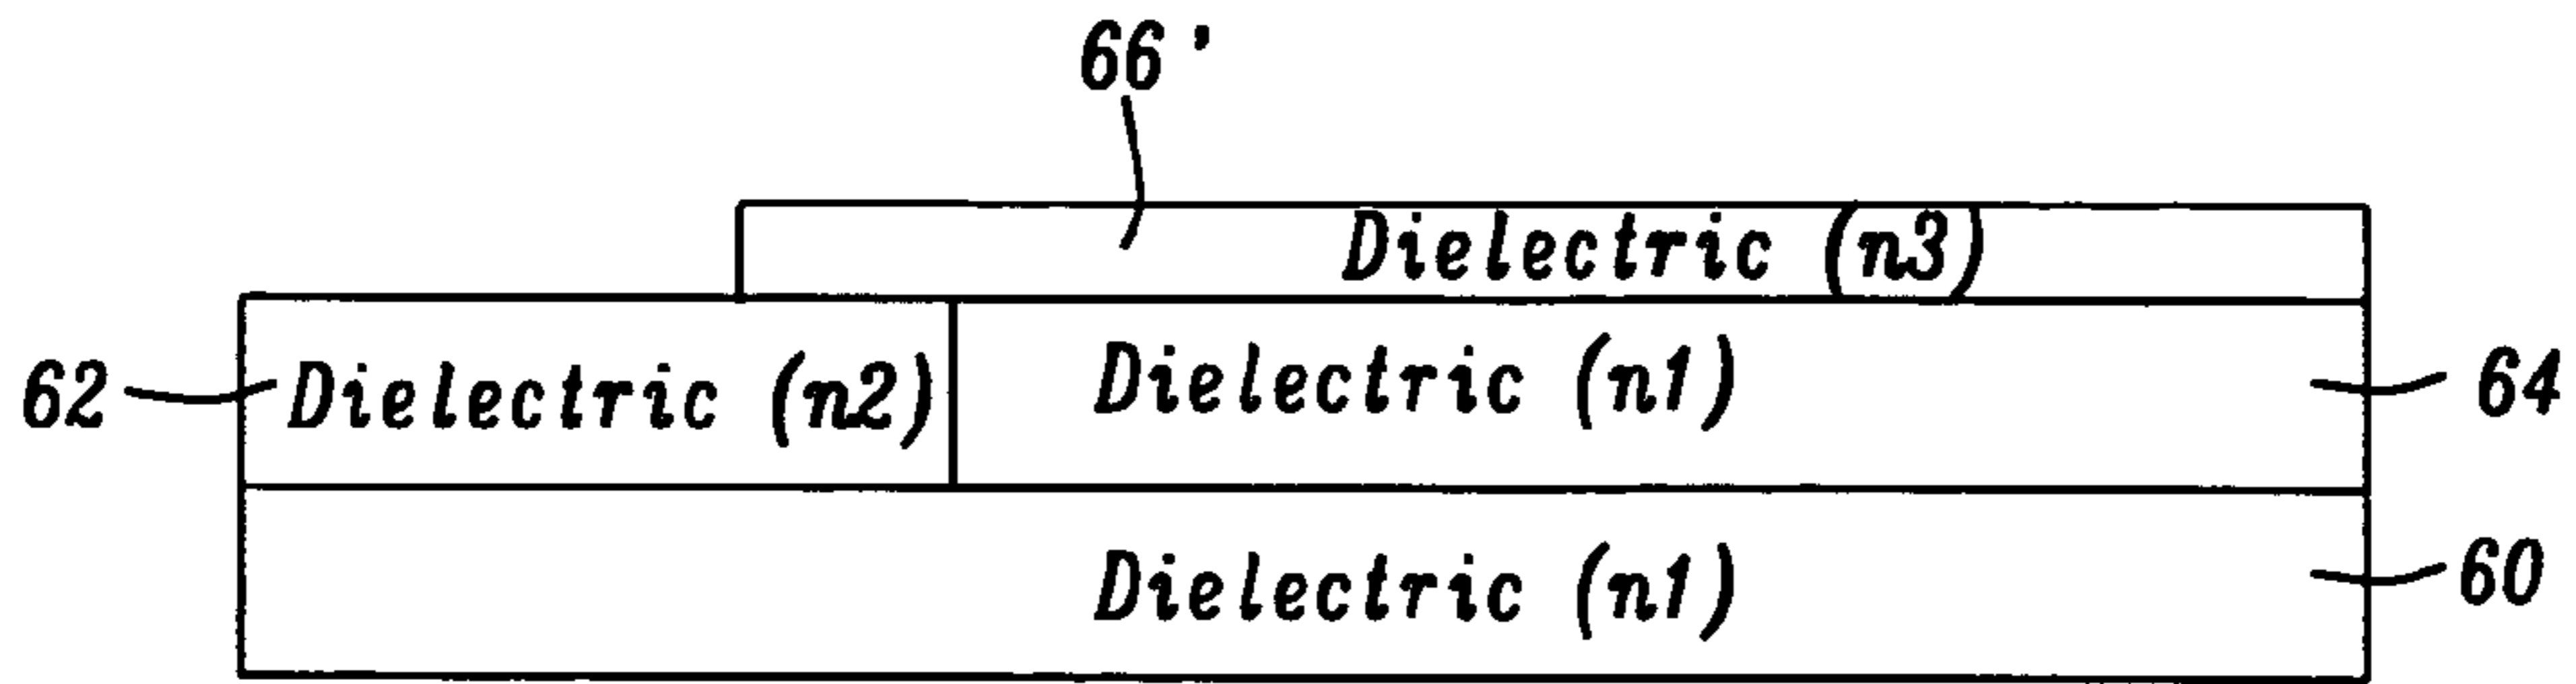 66'
Dielectric (n3)
62 Dielectric (n2) Dielectric (n1) 64
Dielectric (n1) 60